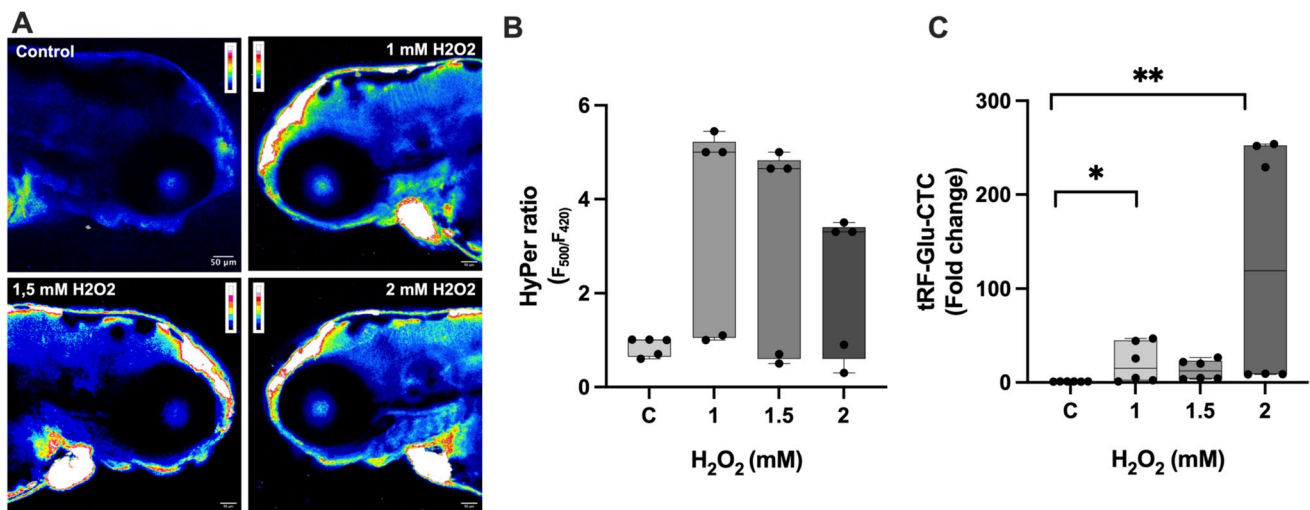 A
Control
1 mM H2O2
50 µm
1,5 mM H2O2
2 mM H2O2
B
6
4
2
0
HyPer ratio
(F500/F420)
C 1 1.5 2
H₂O₂ (mM)
C
**
*
300
200
100
0
tRF-Glu-CTC
(Fold change)
C 1 1.5 2
H₂O₂ (mM)